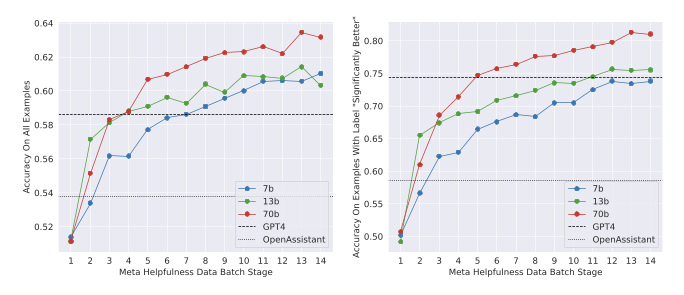 0.64
0.62
0.60
0.58
0.56
0.54
0.52
Accuracy On All Examples
1 2 3 4 5 6 7 8 9 10 11 12 13 14
Meta Helpfulness Data Batch Stage
7b
13b
70b
GPT4
OpenAssistant
0.80
0.75
0.70
0.65
0.60
0.55
0.50
Accuracy On Examples With Label "Significantly Better"
1 2 3 4 5 6 7 8 9 10 11 12 13 14
Meta Helpfulness Data Batch Stage
7b
13b
70b
GPT4
OpenAssistant